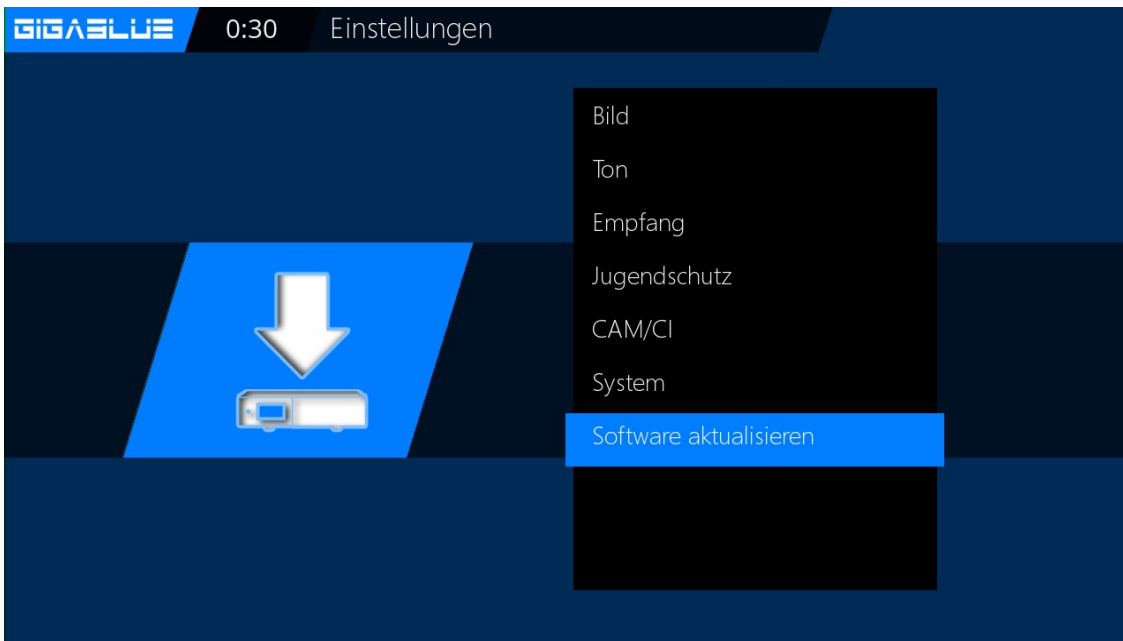 GIGABLUE 0:30 Einstellungen
Bild
Ton
Empfang
Jugendschutz
CAM/CI
System
Software aktualisieren